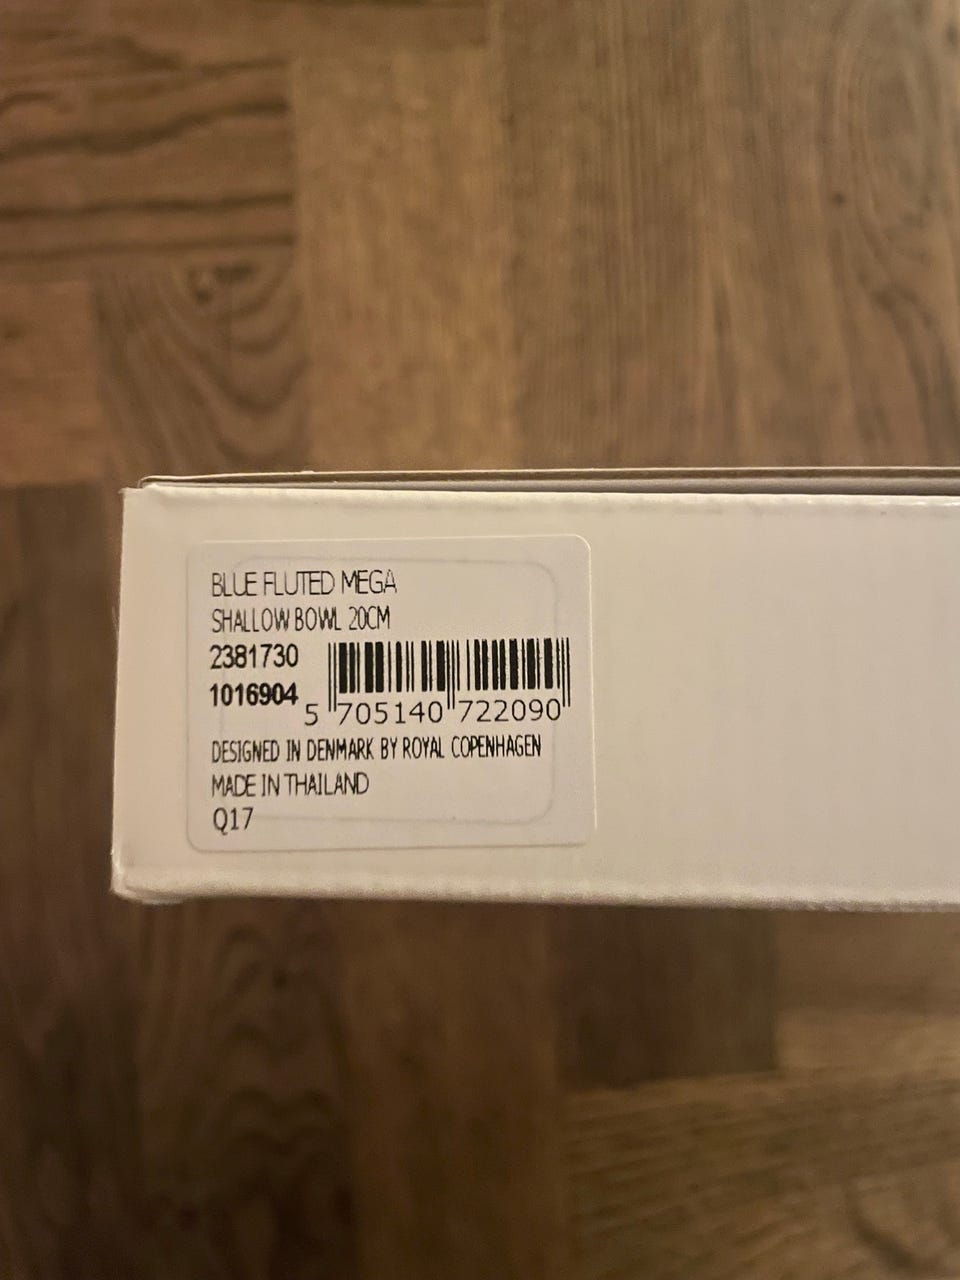 BLUE FLUTED MEGA
SHALLOW BOWL 20CM
2381730
1016904
5 705140 722090
DESIGNED IN DENMARK BY ROYAL COPENHAGEN
MADE IN THAILAND
Q17